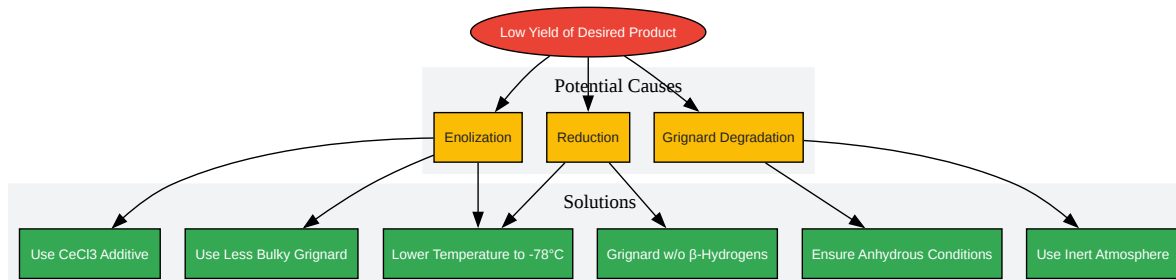 Low Yield of Desired Product
Potential Causes
Enolization
Reduction
Grignard Degradation
Solutions
Use CeCl3 Additive
Use Less Bulky Grignard
Lower Temperature to -78°C
Grignard w/o β-Hydrogens
Ensure Anhydrous Conditions
Use Inert Atmosphere